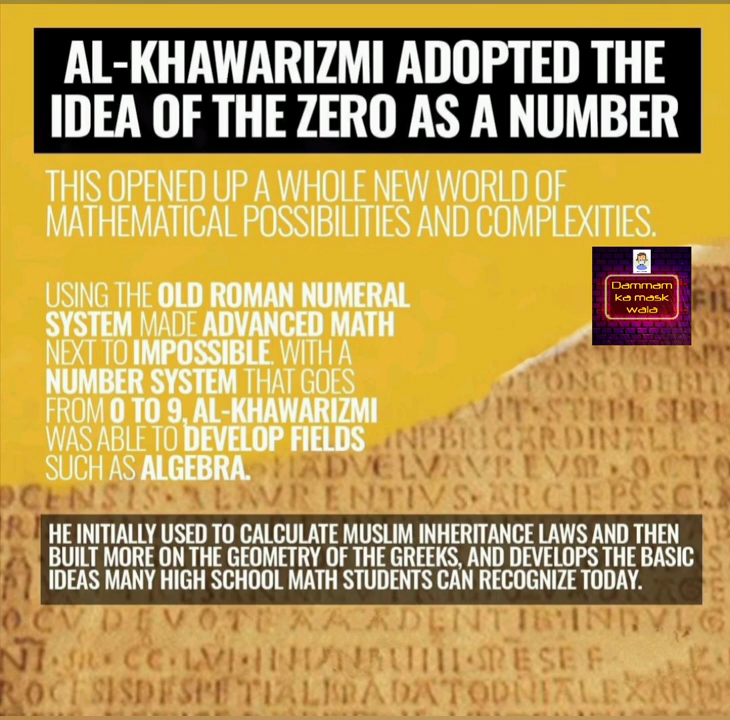 AL-KHAWARIZMI ADOPTED THE
IDEA OF THE ZERO AS A NUMBER
THIS OPENED UP A WHOLE NEW WORLD OF
MATHEMATICAL POSSIBILITIES AND COMPLEXITIES.
Dammam
ka mask
wala
USING THE OLD ROMAN NUMERAL
SYSTEM MADE ADVANCED MATH
NEXT TO IMPOSSIBLE. WITH A
NUMBER SYSTEM THAT GOES
FROM 0 TO 9, AL-KHAWARIZMI
WAS ABLE TO DEVELOP FIELDS
SUCH AS ALGEBRA.
HE INITIALLY USED TO CALCULATE MUSLIM INHERITANCE LAWS AND THEN
BUILT MORE ON THE GEOMETRY OF THE GREEKS, AND DEVELOPS THE BASIC
IDEAS MANY HIGH SCHOOL MATH STUDENTS CAN RECOGNIZE TODAY.